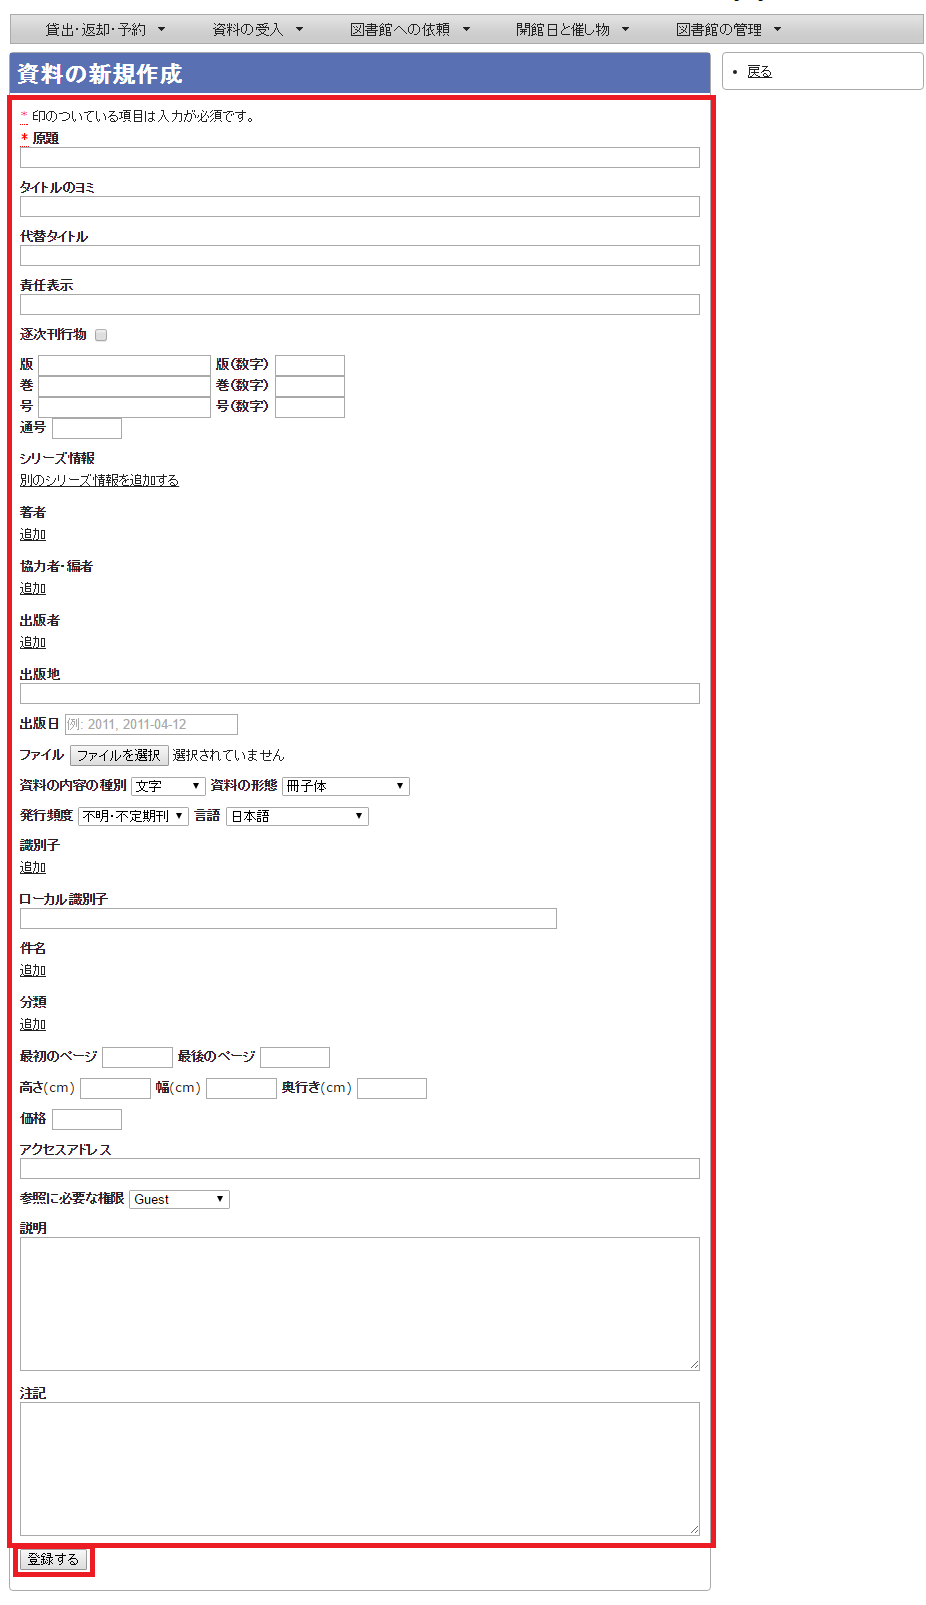 貸出・返却・予約 ▼ 資料の受入 ▼ 図書館への依頼 ▼ 開館日と催し物 ▼ 図書館の管理 ▼
資料の新規作成
• 戻る
* 印のついている項目は入力が必須です。
* 原題
タイトルのヨミ
代替タイトル
責任表示
逐次刊行物
版 版(数字)
巻 巻(数字)
号 号(数字)
通号
シリーズ情報
別のシリーズ情報を追加する
著者
追加
協力者・編者
追加
出版者
追加
出版地
出版日 例: 2011, 2011-04-12
ファイル ファイルを選択 選択されていません
資料の内容の種別 文字 ▼ 資料の形態 冊子体 ▼
発行頻度 不明・不定期刊 ▼ 言語 日本語 ▼
識別子
追加
ローカル識別子
件名
追加
分類
追加
最初のページ 最後のページ
高さ(cm) 幅(cm) 奥行き(cm)
価格
アクセスアドレス
参照に必要な権限 Guest ▼
説明
注記
登録する